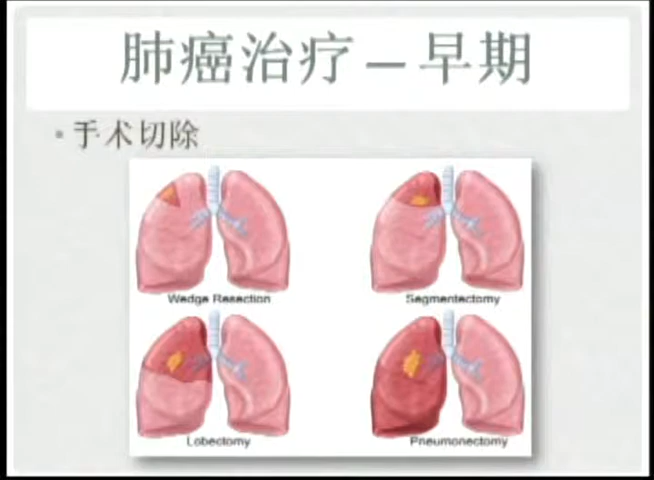 肺癌治疗－早期
• 手术切除
Wedge Resection
Segmentectomy
Lobectomy
Pneumonectomy